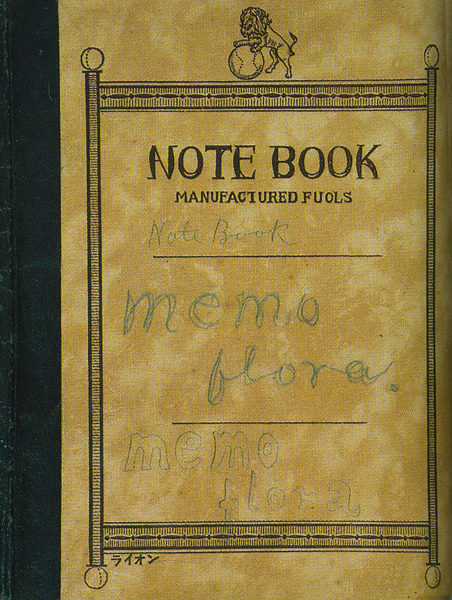 NOTE BOOK
MANUFACTURED FUOLS
Note Book
memo
flora.
memo
flora
ライオン